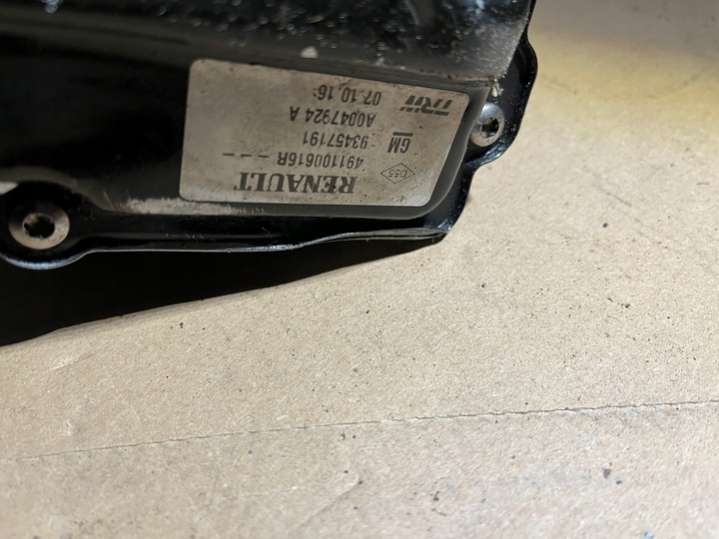 RENAULT
491100616R - - -
GM 93457191
A0047924 A
TRW 07.10.16